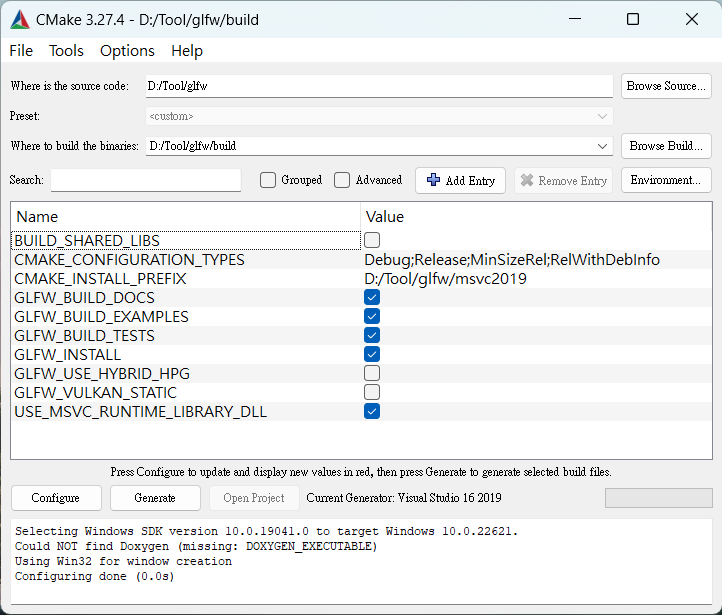 CMake 3.27.4 - D:/Tool/glfw/build
File Tools Options Help
Where is the source code: D:/Tool/glfw Browse Source...
Preset: <custom>
Where to build the binaries: D:/Tool/glfw/build Browse Build...
Search: Grouped Advanced Add Entry Remove Entry Environment...
Name Value
BUILD_SHARED_LIBS
CMAKE_CONFIGURATION_TYPES Debug;Release;MinSizeRel;RelWithDebInfo
CMAKE_INSTALL_PREFIX D:/Tool/glfw/msvc2019
GLFW_BUILD_DOCS
GLFW_BUILD_EXAMPLES
GLFW_BUILD_TESTS
GLFW_INSTALL
GLFW_USE_HYBRID_HPG
GLFW_VULKAN_STATIC
USE_MSVC_RUNTIME_LIBRARY_DLL
Press Configure to update and display new values in red, then press Generate to generate selected build files.
Configure Generate Open Project Current Generator: Visual Studio 16 2019
Selecting Windows SDK version 10.0.19041.0 to target Windows 10.0.22621.
Could NOT find Doxygen (missing: DOXYGEN_EXECUTABLE)
Using Win32 for window creation
Configuring done (0.0s)